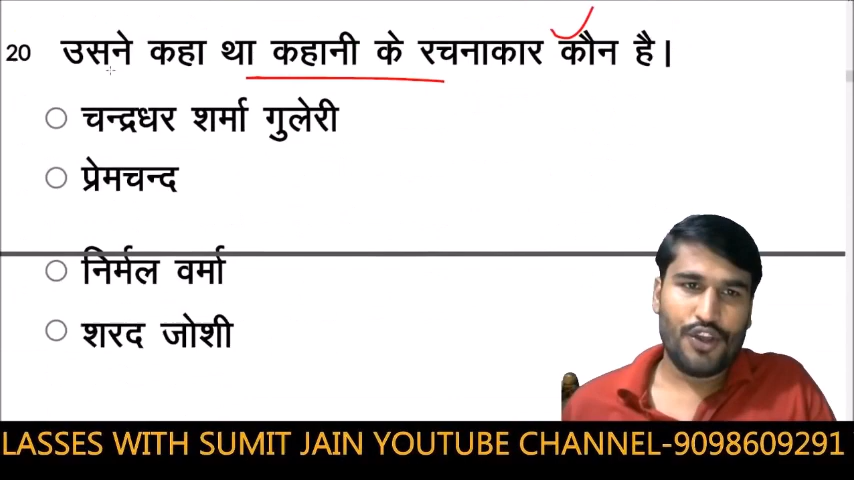 20 उसने कहा था कहानी के रचनाकार कौन है।
चन्द्रधर शर्मा गुलेरी
प्रेमचन्द
निर्मल वर्मा
शरद जोशी
LASSES WITH SUMIT JAIN YOUTUBE CHANNEL-9098609291